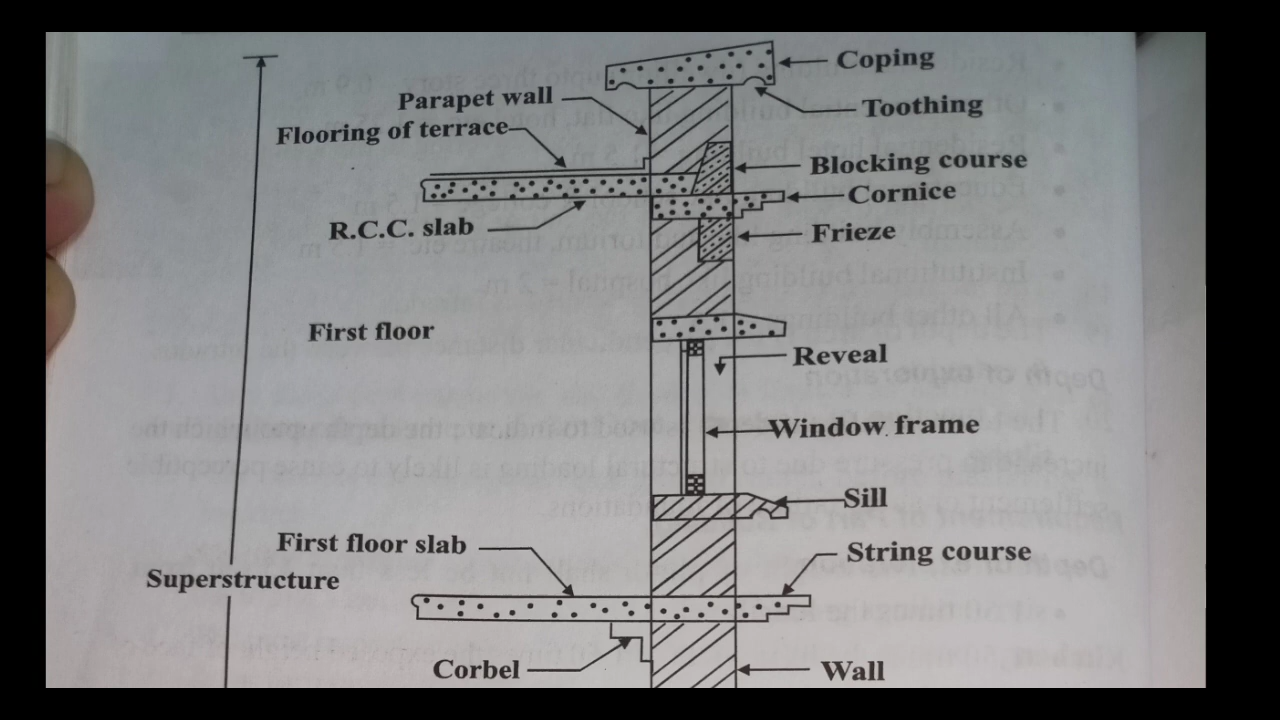 Coping
Parapet wall
Toothing
Flooring of terrace
Blocking course
Cornice
R.C.C. slab
Frieze
First floor
Reveal
Window frame
Sill
First floor slab
String course
Superstructure
Corbel
Wall